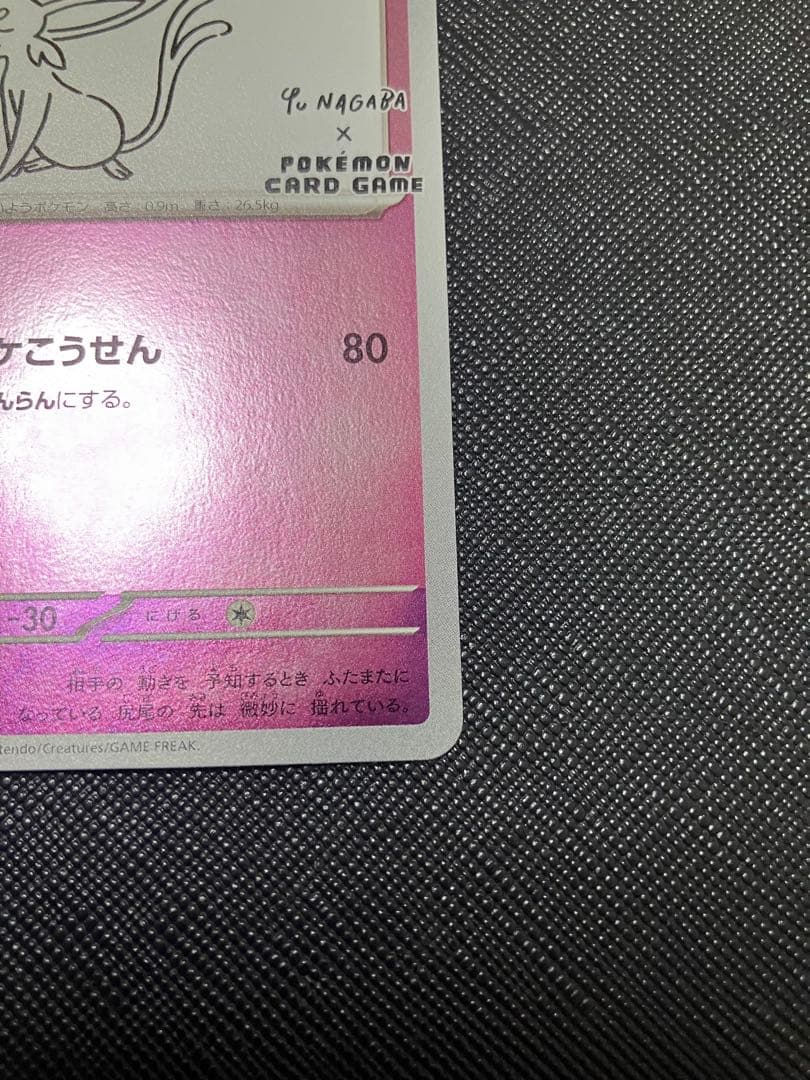 Yu NAGABA
×
POKÉMON
CARD GAME
ようポケモン 高さ:0.9m 重さ:26.5kg
ケこうせん 80
んらんにする。
-30 にげる
相手の 動きを 予知するとき ふたまたに
なっている 尻尾の 先は 微妙に 揺れている。
tendo/Creatures/GAME FREAK.